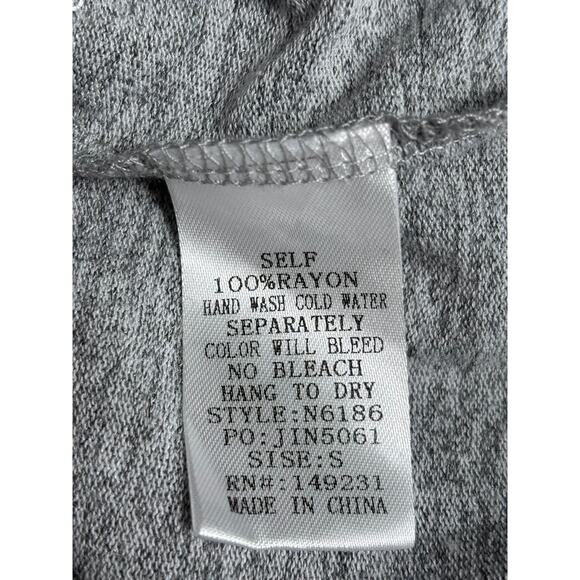 SELF
100%RAYON
HAND WASH COLD WATER
SEPARATELY
COLOR WILL BLEED
NO BLEACH
HANG TO DRY
STYLE:N6186
PO:JIN5061
SISE:S
RN#:149231
MADE IN CHINA